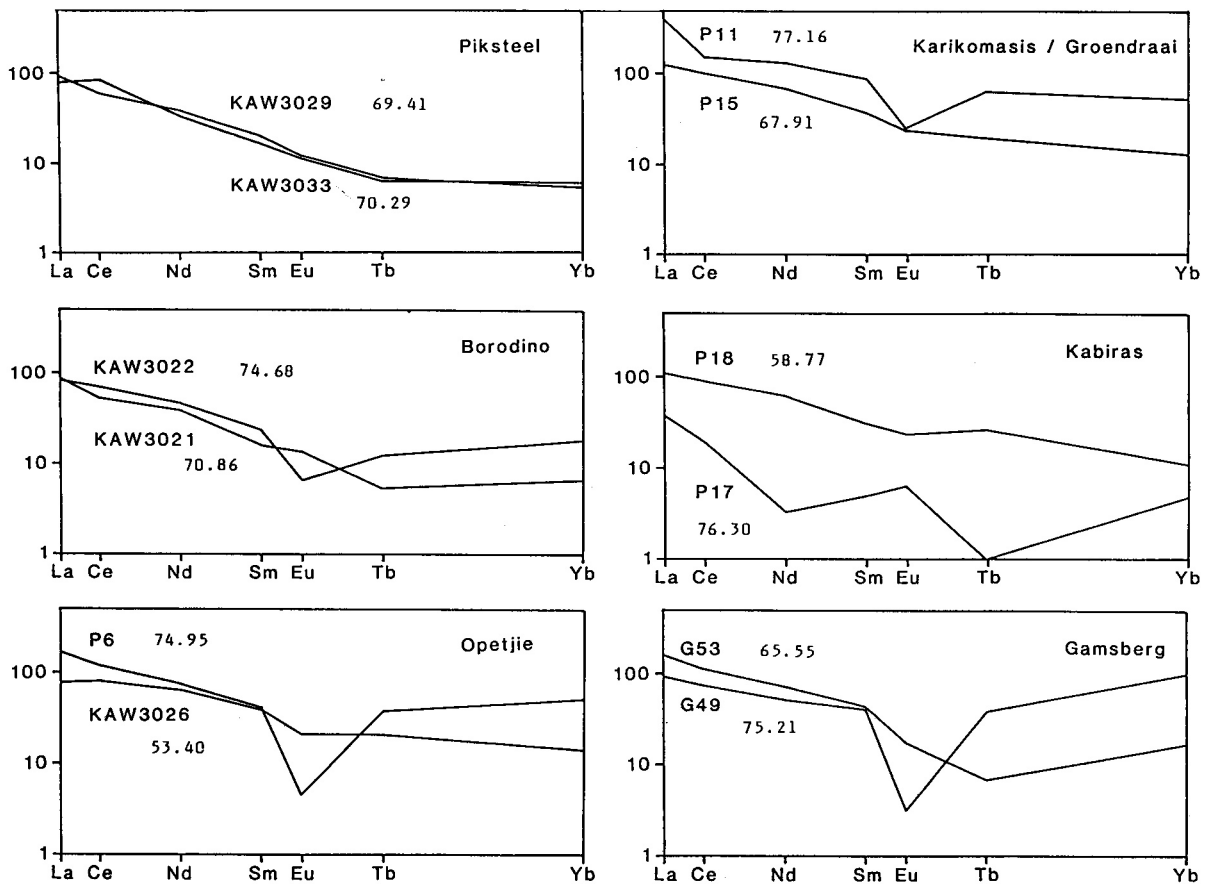 Piksteel
100
KAW3029 69.41
10
KAW3033
70.29
1
La Ce Nd Sm Eu Tb Yb
P11 77.16 Karikomasis / Groendraai
100
P15
67.91
10
1
La Ce Nd Sm Eu Tb Yb
Borodino
KAW3022 74.68
100
KAW3021
70.86
10
1
La Ce Nd Sm Eu Tb Yb
P18 58.77 Kabiras
100
10
P17
76.30
1
La Ce Nd Sm Eu Tb Yb
P6 74.95 Opetjie
100
KAW3026
53.40
10
1
La Ce Nd Sm Eu Tb Yb
G53 65.55 Gamsberg
100
G49
75.21
10
1
La Ce Nd Sm Eu Tb Yb